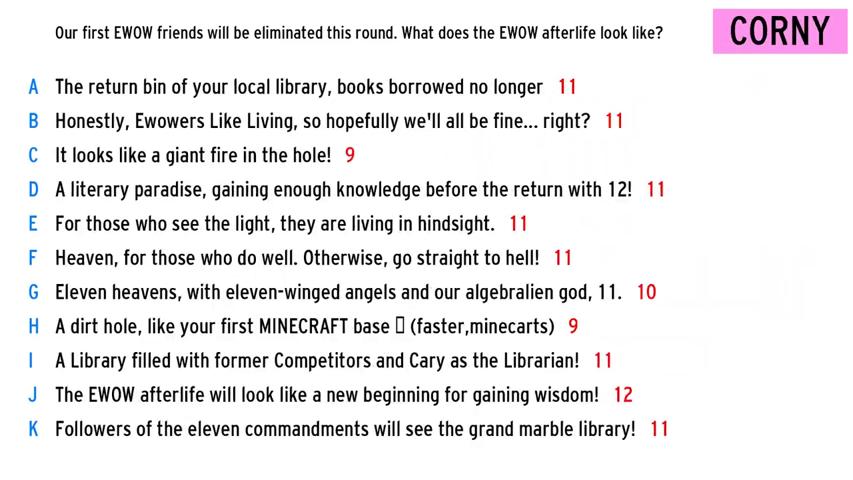 Our first EWOW friends will be eliminated this round. What does the EWOW afterlife look like?
CORNY
A The return bin of your local library, books borrowed no longer 11
B Honestly, Ewowers Like Living, so hopefully we'll all be fine... right? 11
C It looks like a giant fire in the hole! 9
D A literary paradise, gaining enough knowledge before the return with 12! 11
E For those who see the light, they are living in hindsight. 11
F Heaven, for those who do well. Otherwise, go straight to hell! 11
G Eleven heavens, with eleven-winged angels and our algebralien god, 11. 10
H A dirt hole, like your first MINECRAFT base ▯ (faster,minecarts) 9
I A Library filled with former Competitors and Cary as the Librarian! 11
J The EWOW afterlife will look like a new beginning for gaining wisdom! 12
K Followers of the eleven commandments will see the grand marble library! 11